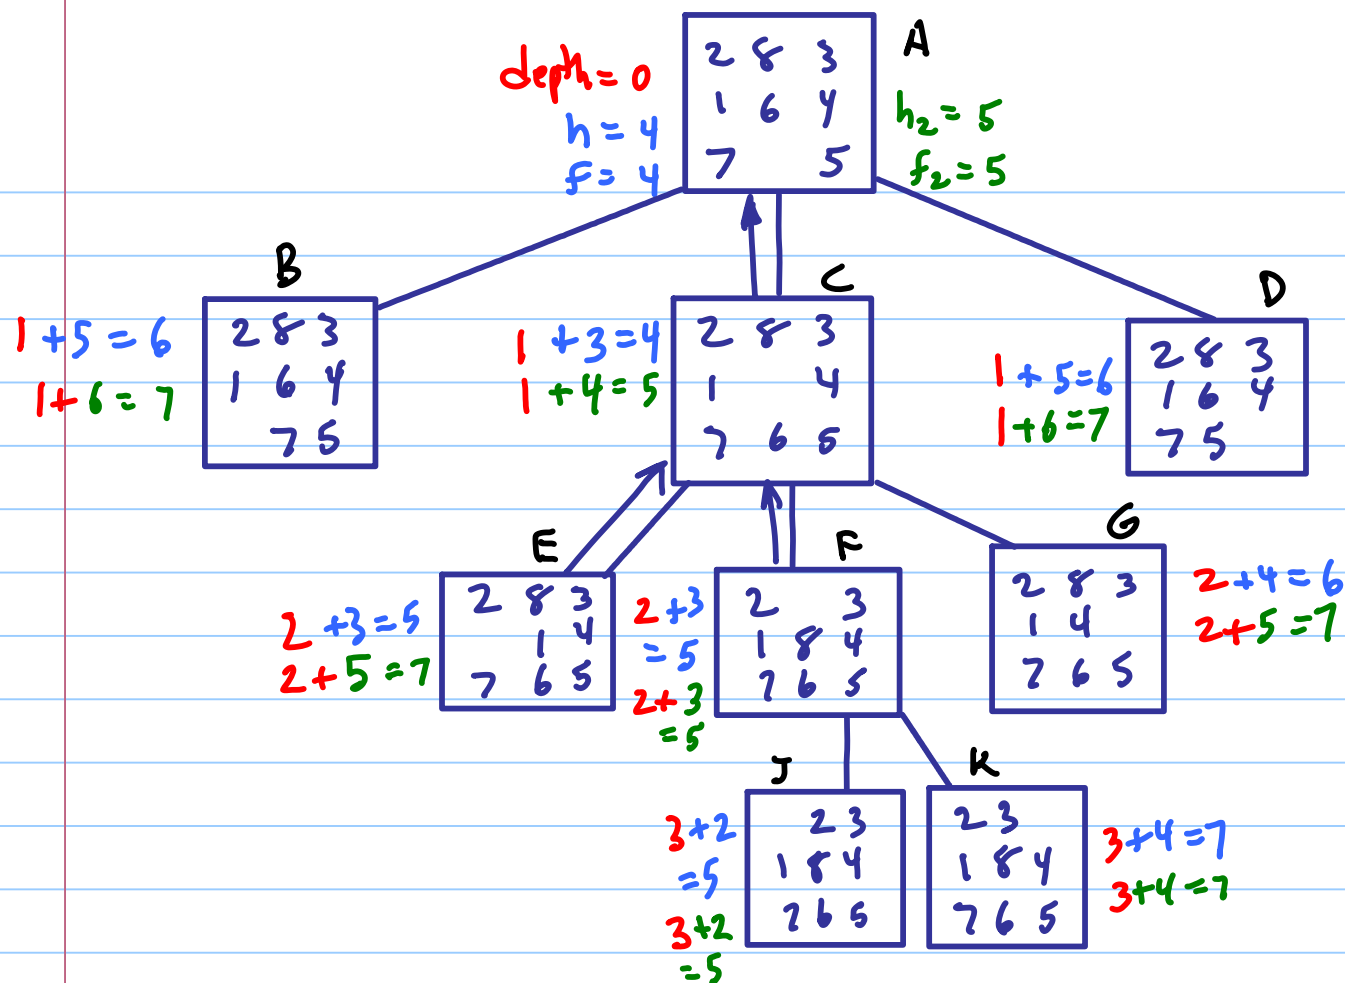 A
depth = 0
h = 4
f = 4
2 8 3
1 6 4
7 5
h2 = 5
f2 = 5
B
1 + 5 = 6
1 + 6 = 7
2 8 3
1 6 4
7 5
C
1 + 3 = 4
1 + 4 = 5
2 8 3
1 4
7 6 5
D
1 + 5 = 6
1 + 6 = 7
2 8 3
1 6 4
7 5
E
2 + 3 = 5
2 + 5 = 7
2 8 3
1 4
7 6 5
F
2 + 3
= 5
2 + 3
= 5
2 3
1 8 4
7 6 5
G
2 8 3
1 4
7 6 5
2 + 4 = 6
2 + 5 = 7
J
3 + 2
= 5
3 + 2
= 5
2 3
1 8 4
7 6 5
K
2 3
1 8 4
7 6 5
3 + 4 = 7
3 + 4 = 7